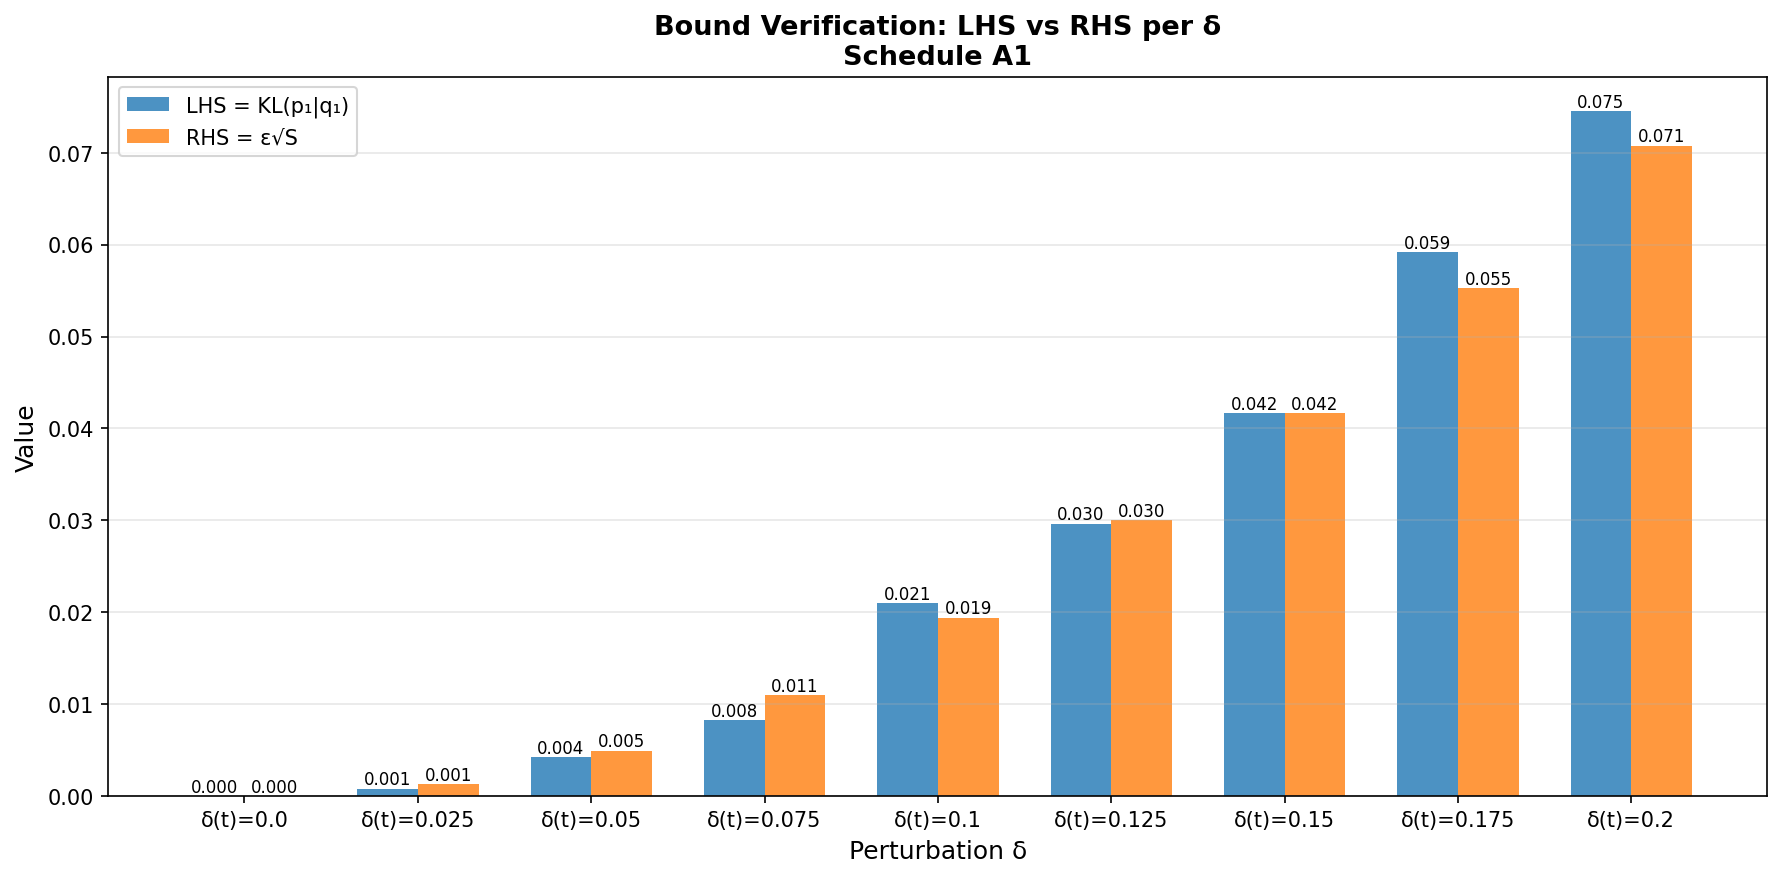 Bound Verification: LHS vs RHS per δ
Schedule A1
LHS = KL(p₁|q₁)
RHS = ε√S
Value
0.07
0.06
0.05
0.04
0.03
0.02
0.01
0.00
0.000 0.000
0.001 0.001
0.004 0.005
0.008 0.011
0.021 0.019
0.030 0.030
0.042 0.042
0.059 0.055
0.075 0.071
δ(t)=0.0 δ(t)=0.025 δ(t)=0.05 δ(t)=0.075 δ(t)=0.1 δ(t)=0.125 δ(t)=0.15 δ(t)=0.175 δ(t)=0.2
Perturbation δ